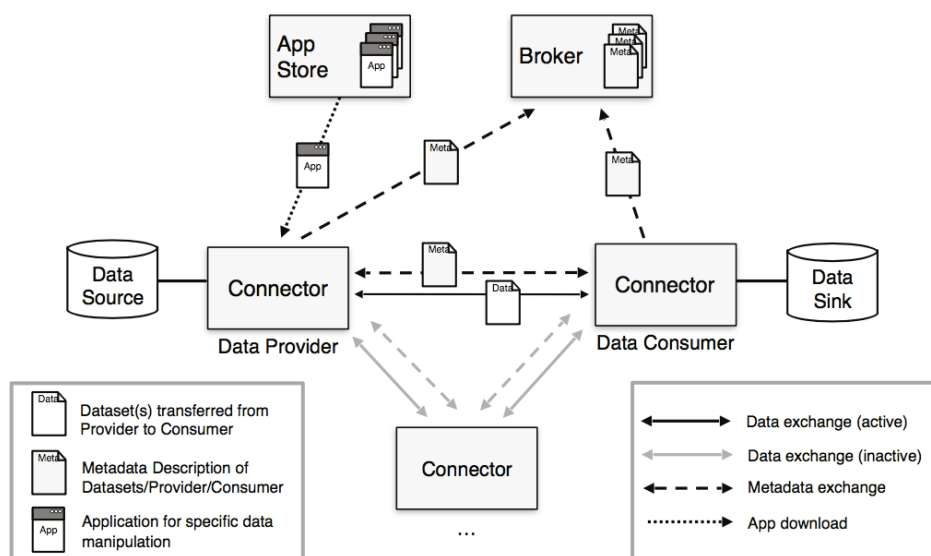 App
Store
App
Broker
Meta
Meta
Meta
App
Meta
Meta
Data
Source
Connector
Meta
Data
Connector
Data
Sink
Data Provider
Data Consumer
Connector
...
Data
Dataset(s) transferred from
Provider to Consumer
Meta
Metadata Description of
Datasets/Provider/Consumer
App
Application for specific data
manipulation
Data exchange (active)
Data exchange (inactive)
Metadata exchange
App download